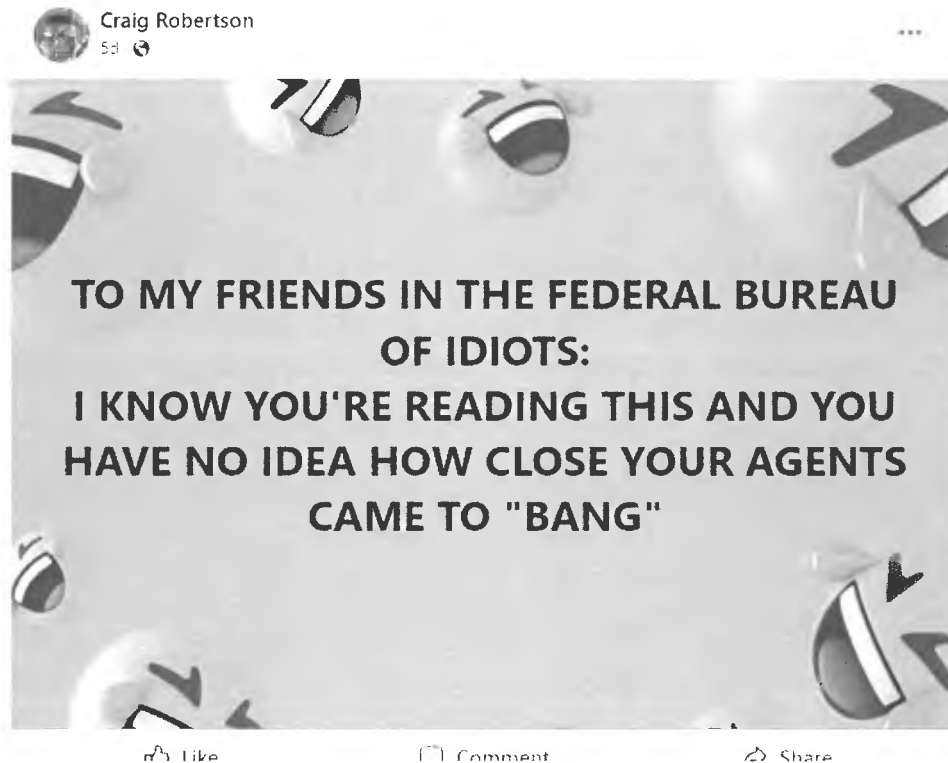 Craig Robertson
5d
TO MY FRIENDS IN THE FEDERAL BUREAU
OF IDIOTS:
I KNOW YOU'RE READING THIS AND YOU
HAVE NO IDEA HOW CLOSE YOUR AGENTS
CAME TO "BANG"
Like Comment Share